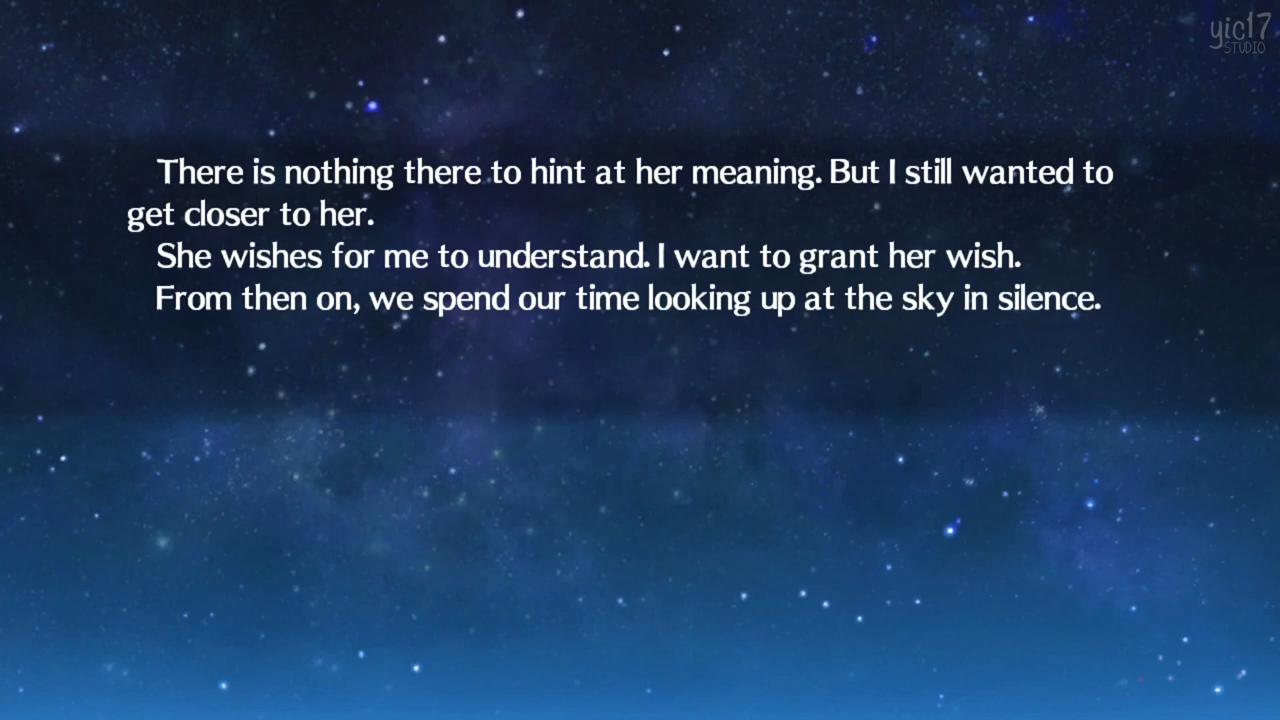 yic17
STUDIO
There is nothing there to hint at her meaning. But I still wanted to
get closer to her.
She wishes for me to understand. I want to grant her wish.
From then on, we spend our time looking up at the sky in silence.